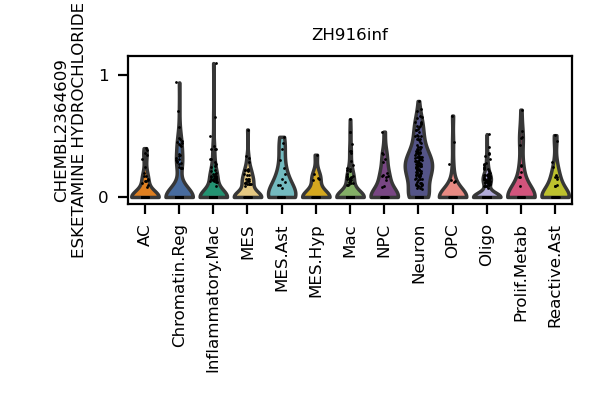 ZH916inf
CHEMBL2364609
ESKETAMINE HYDROCHLORIDE
1
0
AC
Chromatin.Reg
Inflammatory.Mac
MES
MES.Ast
MES.Hyp
Mac
NPC
Neuron
OPC
Oligo
Prolif.Metab
Reactive.Ast